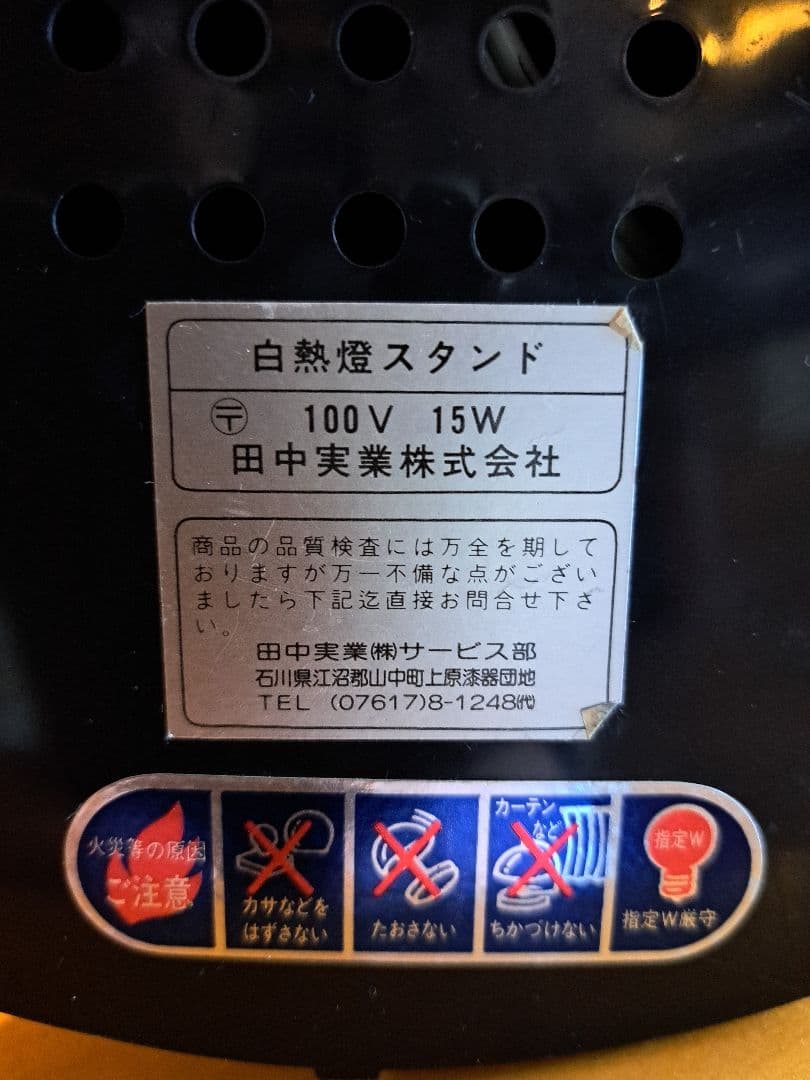 白熱燈スタンド
〶 100V 15W
田中実業株式会社
商品の品質検査には万全を期して
おりますが万一不備な点がござい
ましたら下記迄直接お問合せ下さ
い。
田中実業㈱サービス部
石川県江沼郡山中町上原漆器団地
TEL (07617)8-1248㈹
火災等の原因
ご注意
カサなどを
はずさない
たおさない
カーテン
など
ちかづけない
指定W
指定W厳守